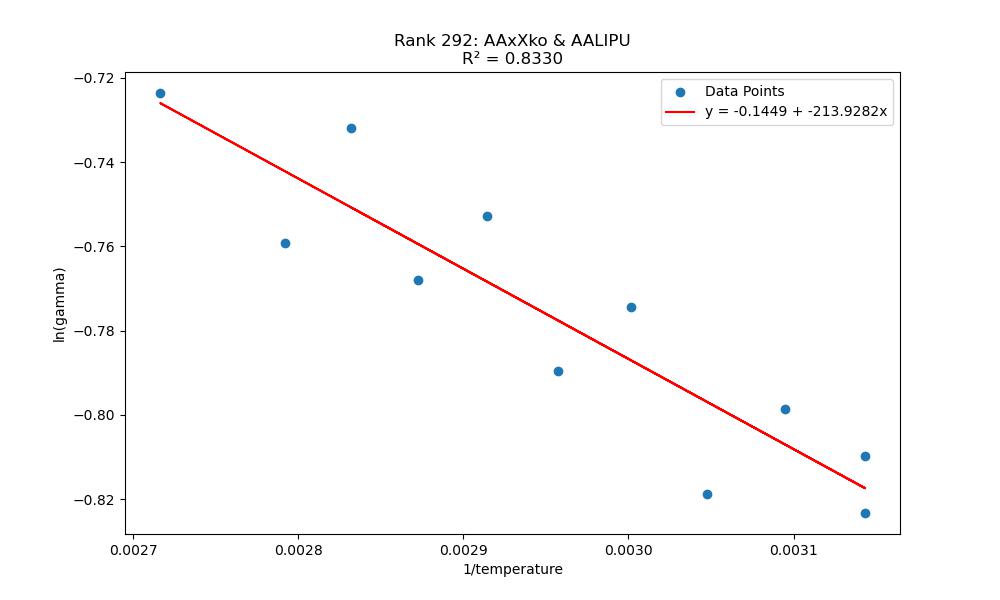 Rank 292: AAxXko & AALIPU
R² = 0.8330
Data Points
y = -0.1449 + -213.9282x
ln(gamma)
−0.72
−0.74
−0.76
−0.78
−0.80
−0.82
0.0027
0.0028
0.0029
0.0030
0.0031
1/temperature